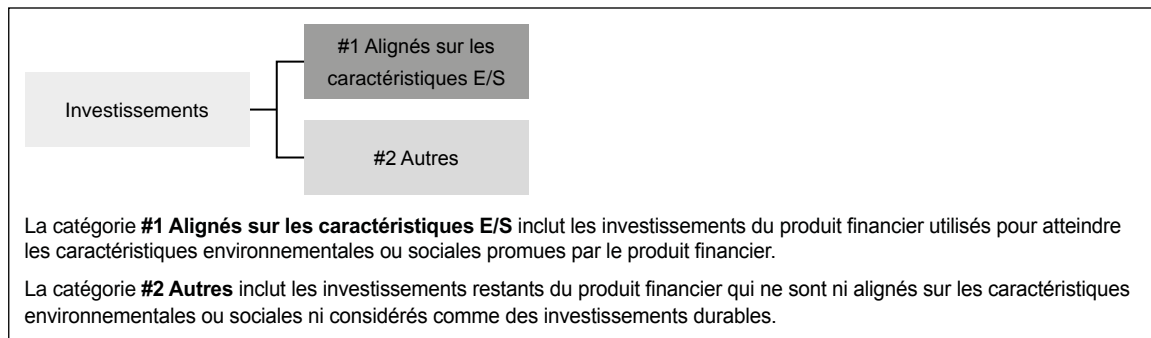 #1 Alignés sur les
caractéristiques E/S
Investissements
#2 Autres
La catégorie #1 Alignés sur les caractéristiques E/S inclut les investissements du produit financier utilisés pour atteindre
les caractéristiques environnementales ou sociales promues par le produit financier.
La catégorie #2 Autres inclut les investissements restants du produit financier qui ne sont ni alignés sur les caractéristiques
environnementales ou sociales ni considérés comme des investissements durables.